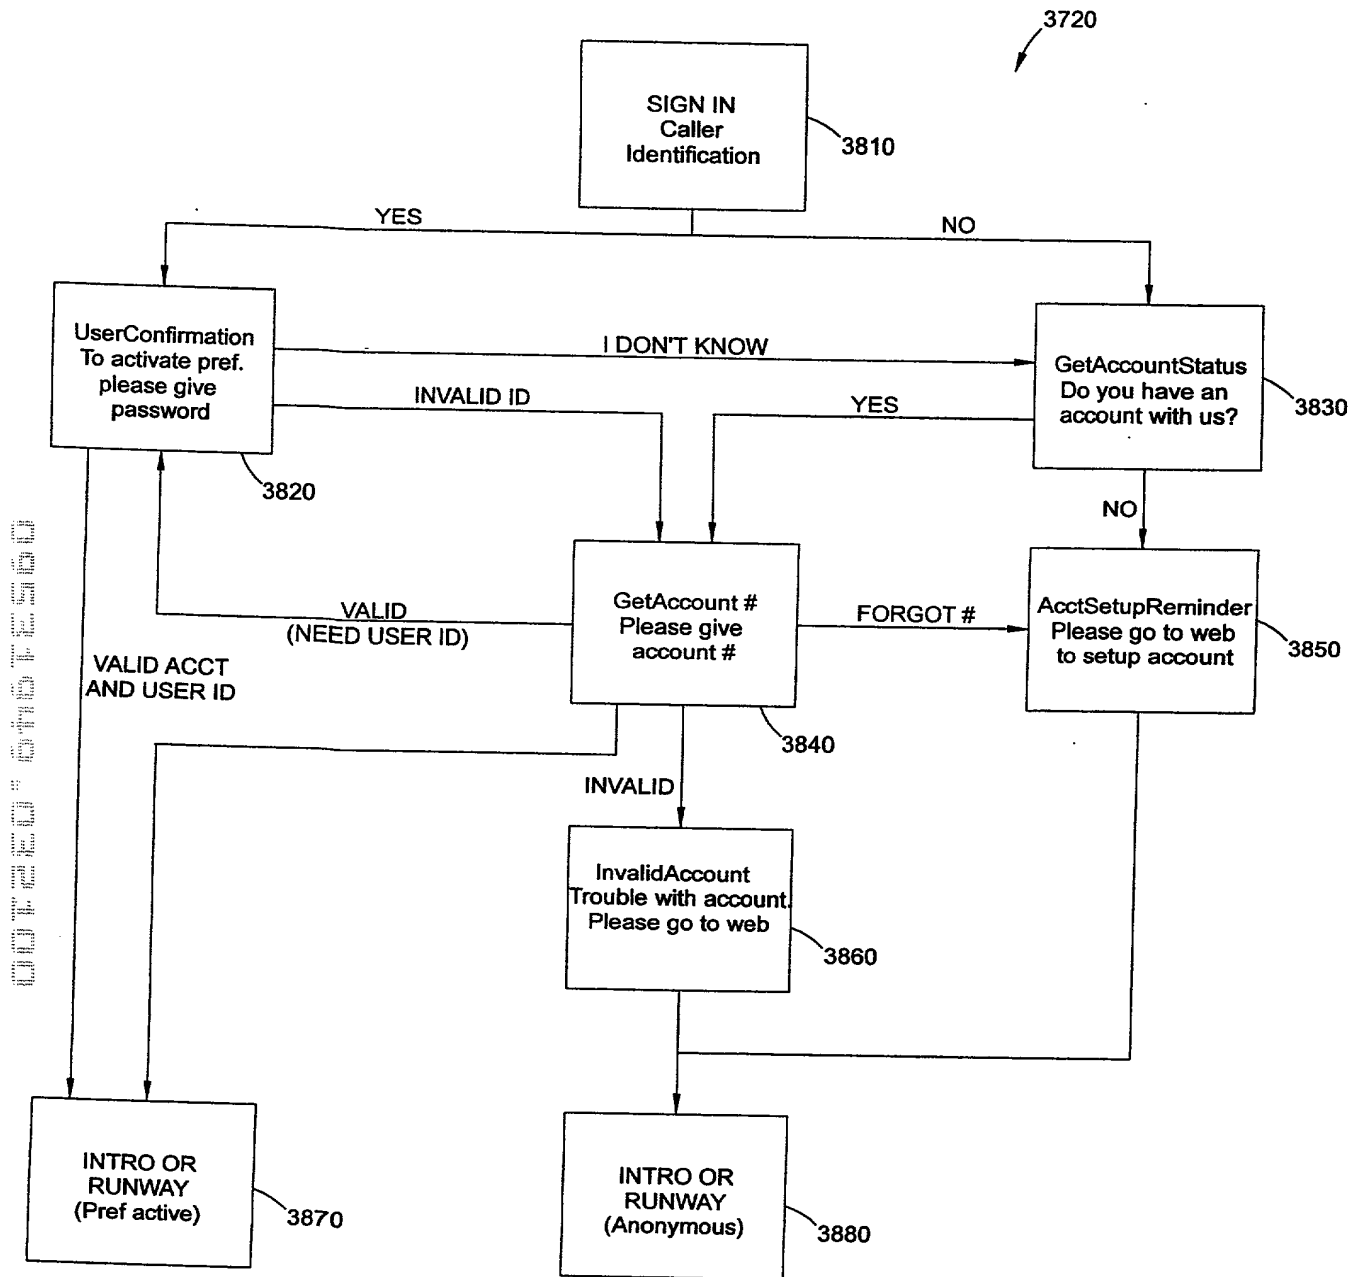 3720
SIGN IN
Caller
Identification
3810
YES
NO
UserConfirmation
To activate pref.
please give
password
3820
I DON'T KNOW
INVALID ID
YES
GetAccountStatus
Do you have an
account with us?
3830
NO
VALID
(NEED USER ID)
GetAccount #
Please give
account #
3840
FORGOT #
AcctSetupReminder
Please go to web
to setup account
3850
VALID ACCT
AND USER ID
INVALID
InvalidAccount
Trouble with account.
Please go to web
3860
INTRO OR
RUNWAY
(Pref active)
3870
INTRO OR
RUNWAY
(Anonymous)
3880